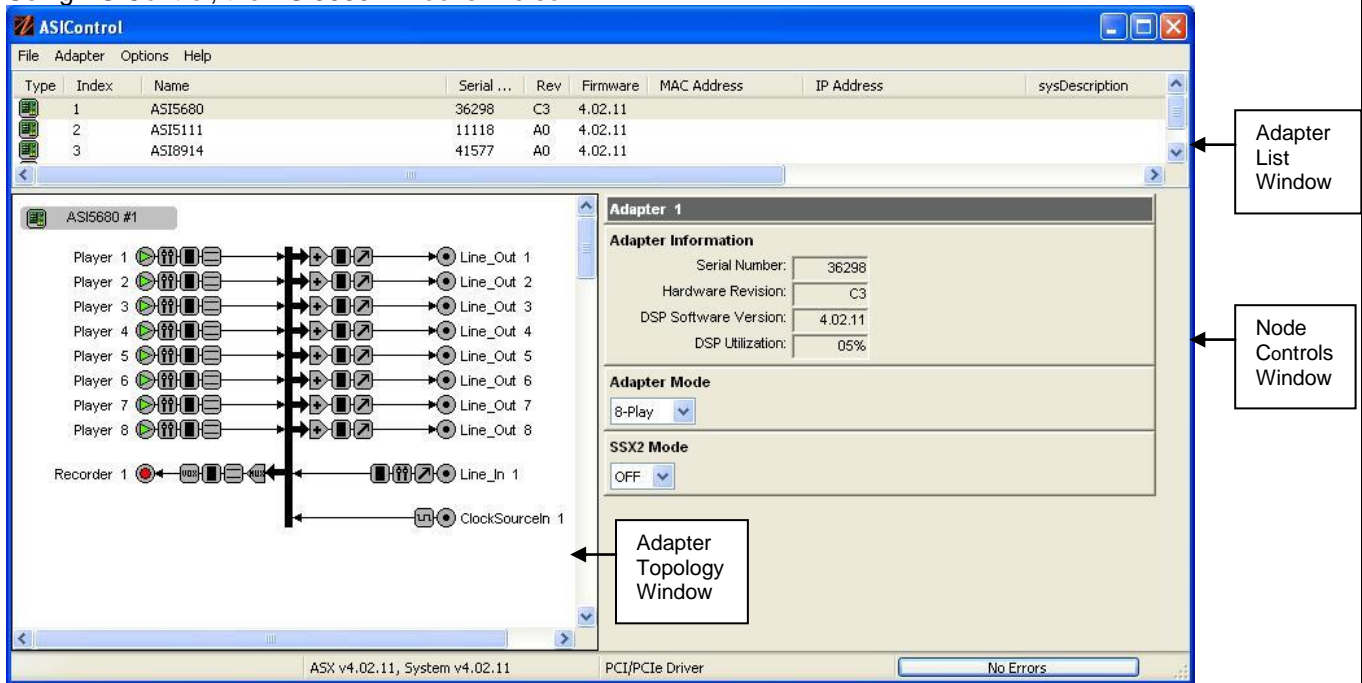 ASIControl
File Adapter Options Help
Type Index Name Serial ... Rev Firmware MAC Address IP Address sysDescription
1 ASI5680 36298 C3 4.02.11
2 ASI5111 11118 A0 4.02.11
3 ASI8914 41577 A0 4.02.11
Adapter
List
Window
ASI5680 #1
Player 1 Line_Out 1
Player 2 Line_Out 2
Player 3 Line_Out 3
Player 4 Line_Out 4
Player 5 Line_Out 5
Player 6 Line_Out 6
Player 7 Line_Out 7
Player 8 Line_Out 8
Recorder 1 VOX MUX Line_In 1
ClockSourceIn 1
Adapter 1
Adapter Information
Serial Number: 36298
Hardware Revision: C3
DSP Software Version: 4.02.11
DSP Utilization: 05%
Adapter Mode
8-Play
SSX2 Mode
OFF
Node
Controls
Window
Adapter
Topology
Window
ASX v4.02.11, System v4.02.11 PCI/PCIe Driver No Errors